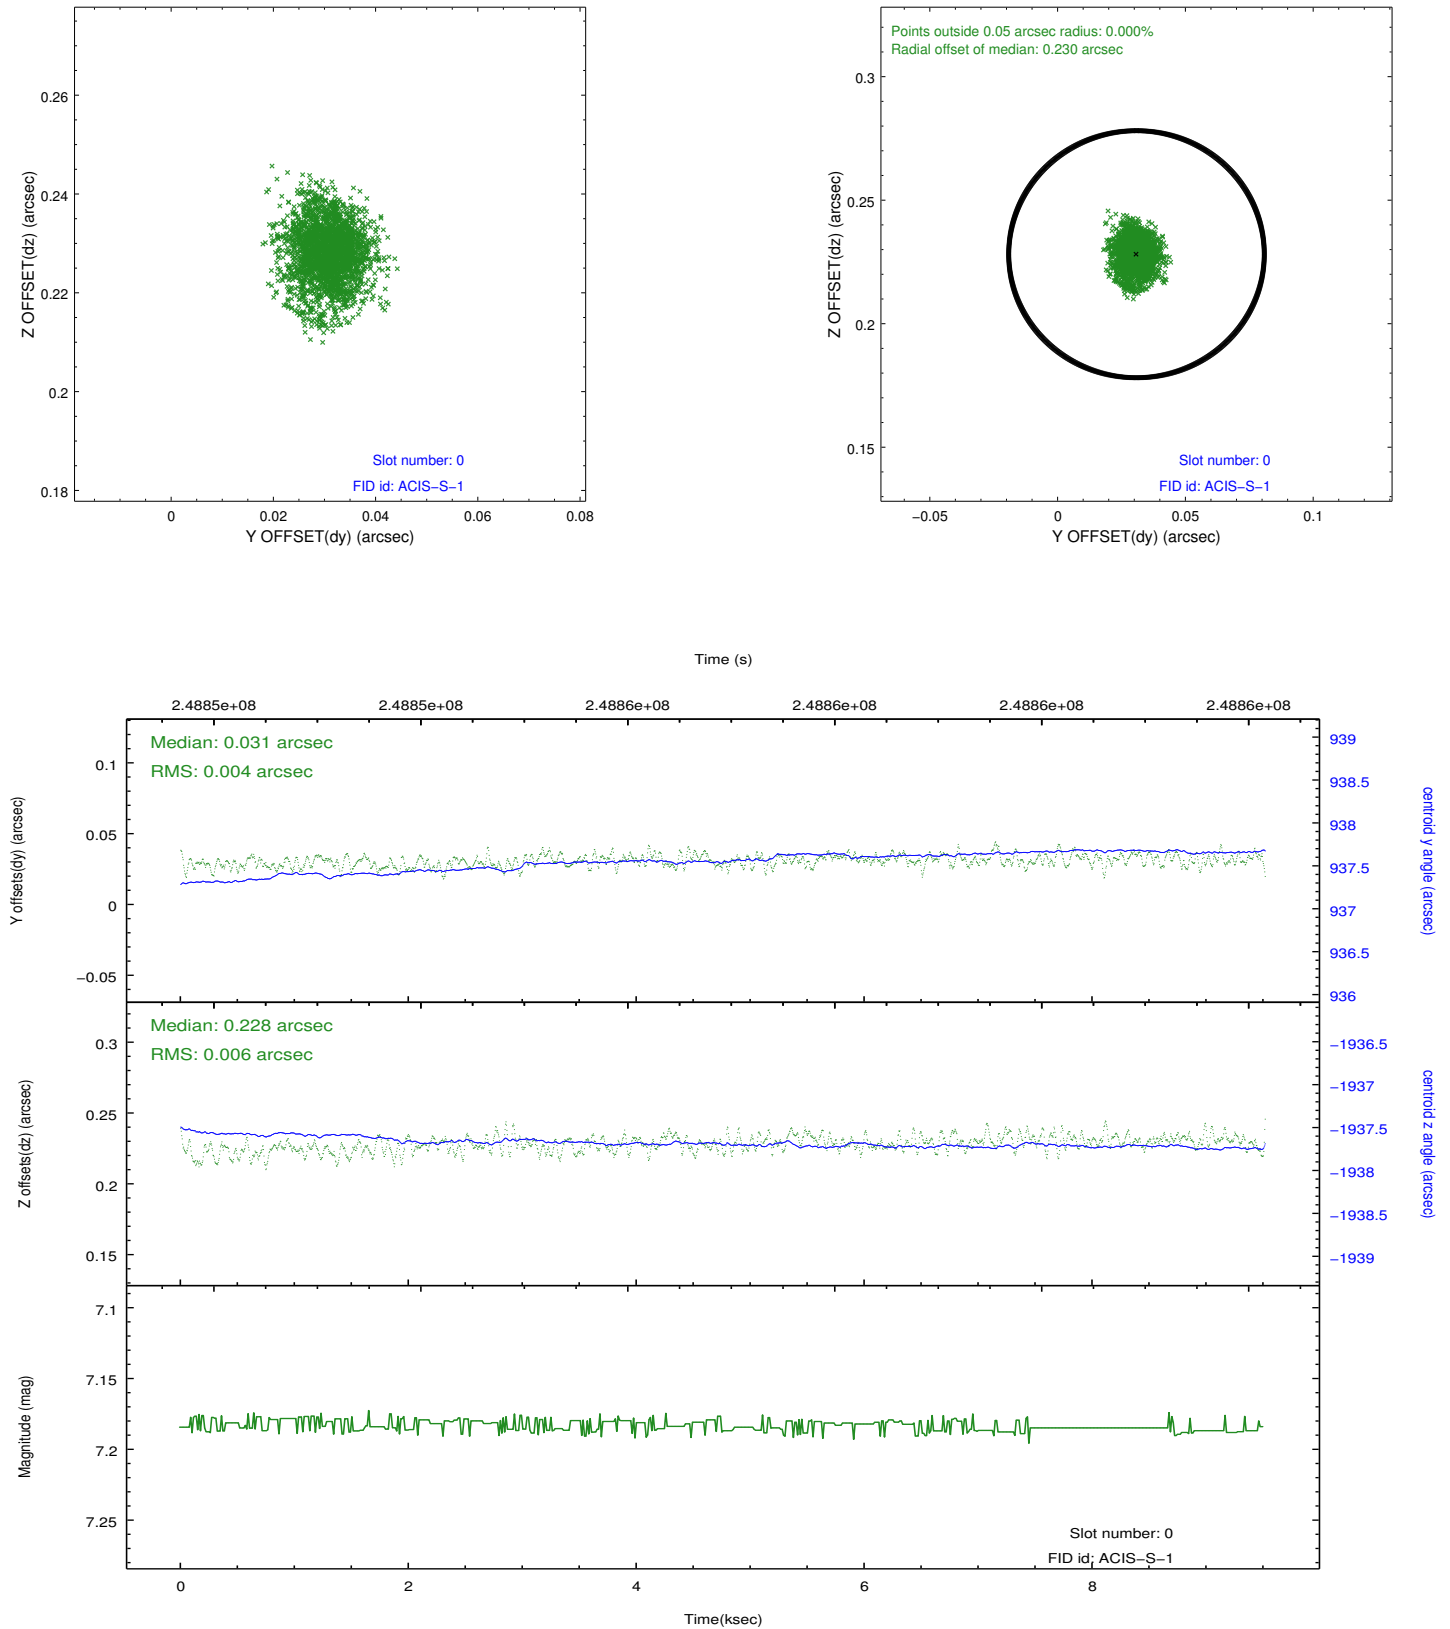 0.26
0.24
0.22
0.2
0.18
Z OFFSET(dz) (arcsec)
Slot number: 0
FID id: ACIS−S−1
0 0.02 0.04 0.06 0.08
Y OFFSET(dy) (arcsec)
Points outside 0.05 arcsec radius: 0.000%
Radial offset of median: 0.230 arcsec
0.3
0.25
0.2
0.15
Z OFFSET(dz) (arcsec)
Slot number: 0
FID id: ACIS−S−1
−0.05 0 0.05 0.1
Y OFFSET(dy) (arcsec)
Time (s)
2.4885e+08 2.4885e+08 2.4886e+08 2.4886e+08 2.4886e+08 2.4886e+08
Median: 0.031 arcsec
RMS: 0.004 arcsec
0.1
0.05
0
−0.05
Y offsets(dy) (arcsec)
939
938.5
938
937.5
937
936.5
936
centroid y angle (arcsec)
Median: 0.228 arcsec
RMS: 0.006 arcsec
0.3
0.25
0.2
0.15
Z offsets(dz) (arcsec)
−1936.5
−1937
−1937.5
−1938
−1938.5
−1939
centroid z angle (arcsec)
7.1
7.15
7.2
7.25
Magnitude (mag)
Slot number: 0
FID id: ACIS−S−1
0 2 4 6 8
Time(ksec)